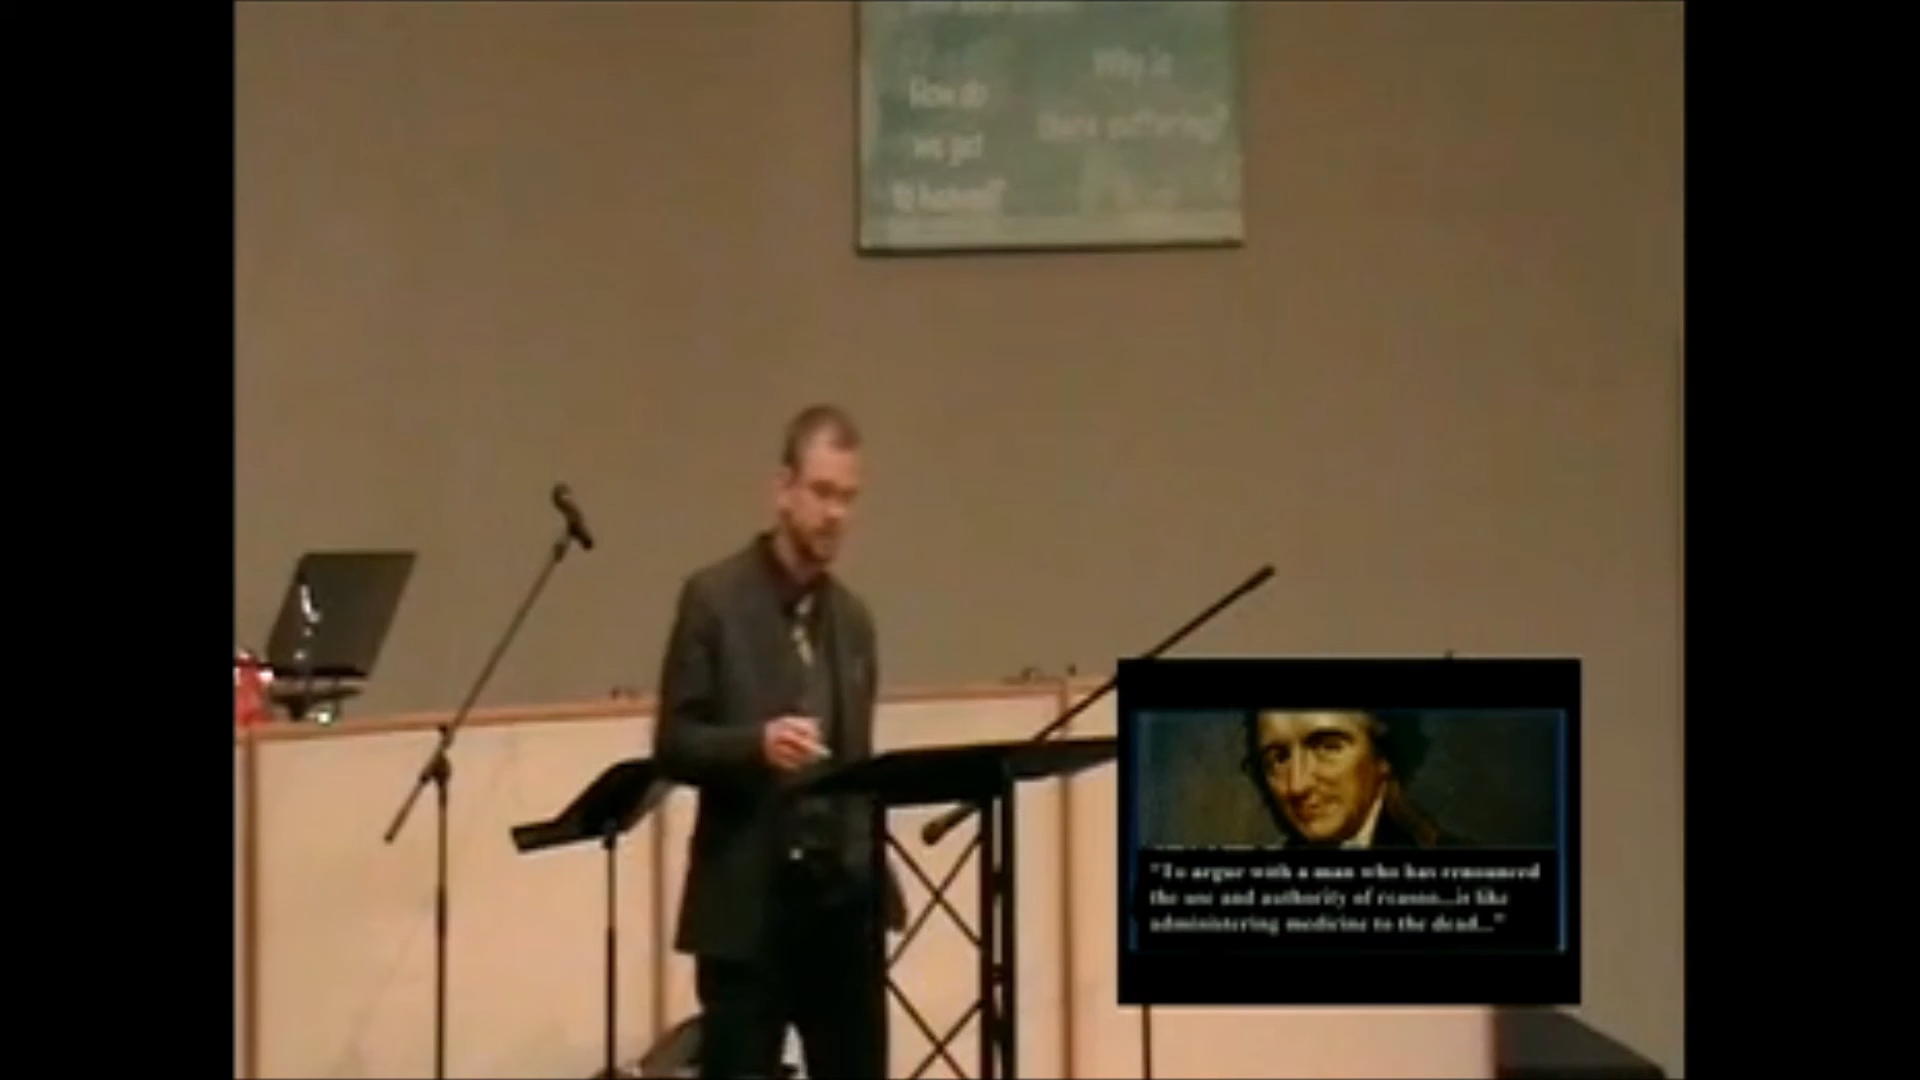 How do
we get
to heaven?
Why is
there suffering?
"To argue with a man who has renounced
the use and authority of reason...is like
administering medicine to the dead..."